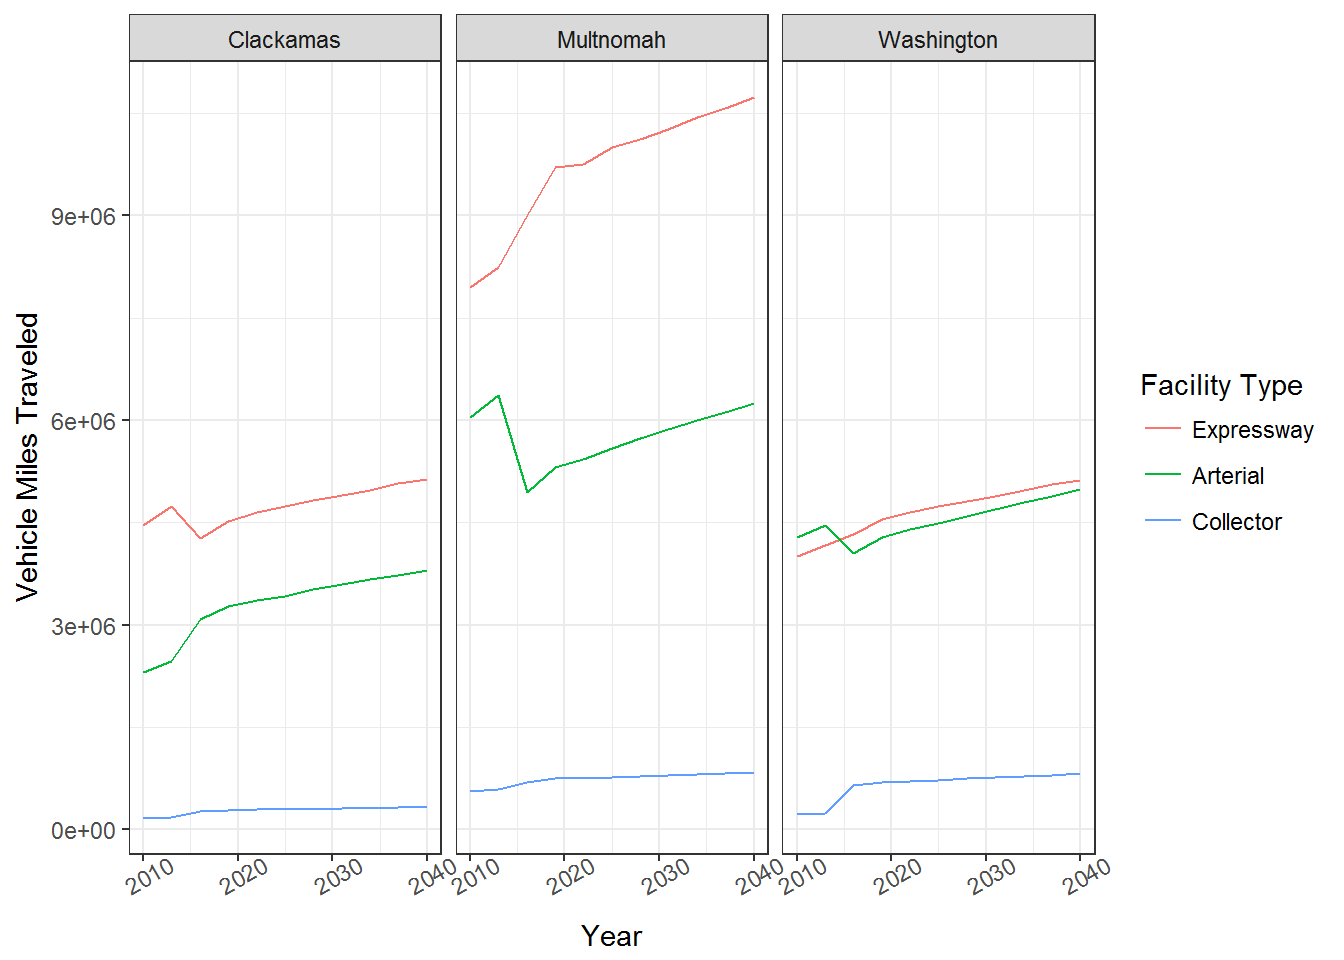 Clackamas
Multnomah
Washington
Vehicle Miles Traveled
9e+06
6e+06
3e+06
0e+00
2010 2020 2030 2040
2010 2020 2030 2040
2010 2020 2030 2040
Year
Facility Type
Expressway
Arterial
Collector